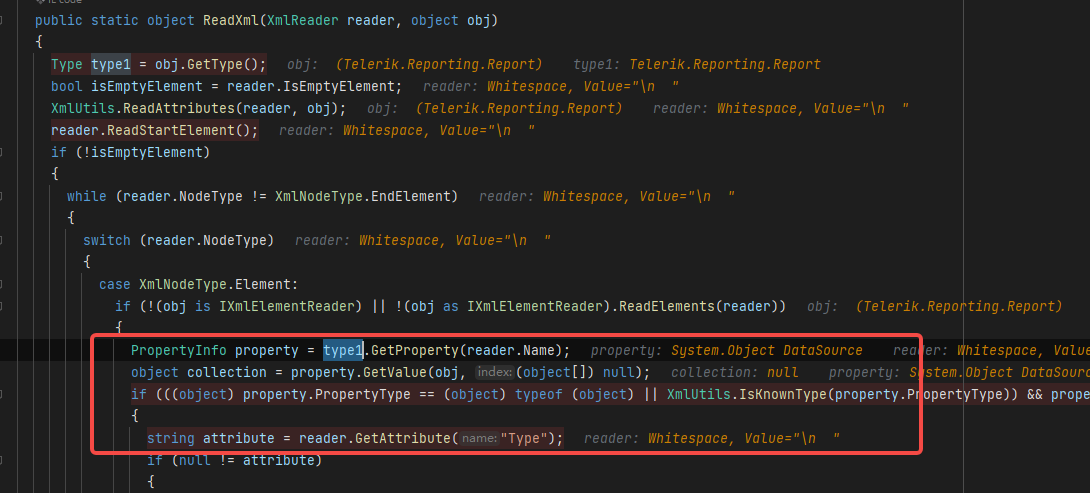 IL code
public static object ReadXml(XmlReader reader, object obj)
{
Type type1 = obj.GetType(); obj: (Telerik.Reporting.Report) type1: Telerik.Reporting.Report
bool isEmptyElement = reader.IsEmptyElement; reader: Whitespace, Value="\n "
XmlUtils.ReadAttributes(reader, obj); obj: (Telerik.Reporting.Report) reader: Whitespace, Value="\n "
reader.ReadStartElement(); reader: Whitespace, Value="\n "
if (!isEmptyElement)
{
while (reader.NodeType != XmlNodeType.EndElement) reader: Whitespace, Value="\n "
{
switch (reader.NodeType) reader: Whitespace, Value="\n "
{
case XmlNodeType.Element:
if (!(obj is IXmlElementReader) || !(obj as IXmlElementReader).ReadElements(reader)) obj: (Telerik.Reporting.Report)
{
PropertyInfo property = type1.GetProperty(reader.Name); property: System.Object DataSource reader: Whitespace, Value
object collection = property.GetValue(obj, index:(object[]) null); collection: null property: System.Object DataSourc
if (((object) property.PropertyType == (object) typeof (object) || XmlUtils.IsKnownType(property.PropertyType)) && prope
{
string attribute = reader.GetAttribute( name:"Type"); reader: Whitespace, Value="\n "
if (null != attribute)
{